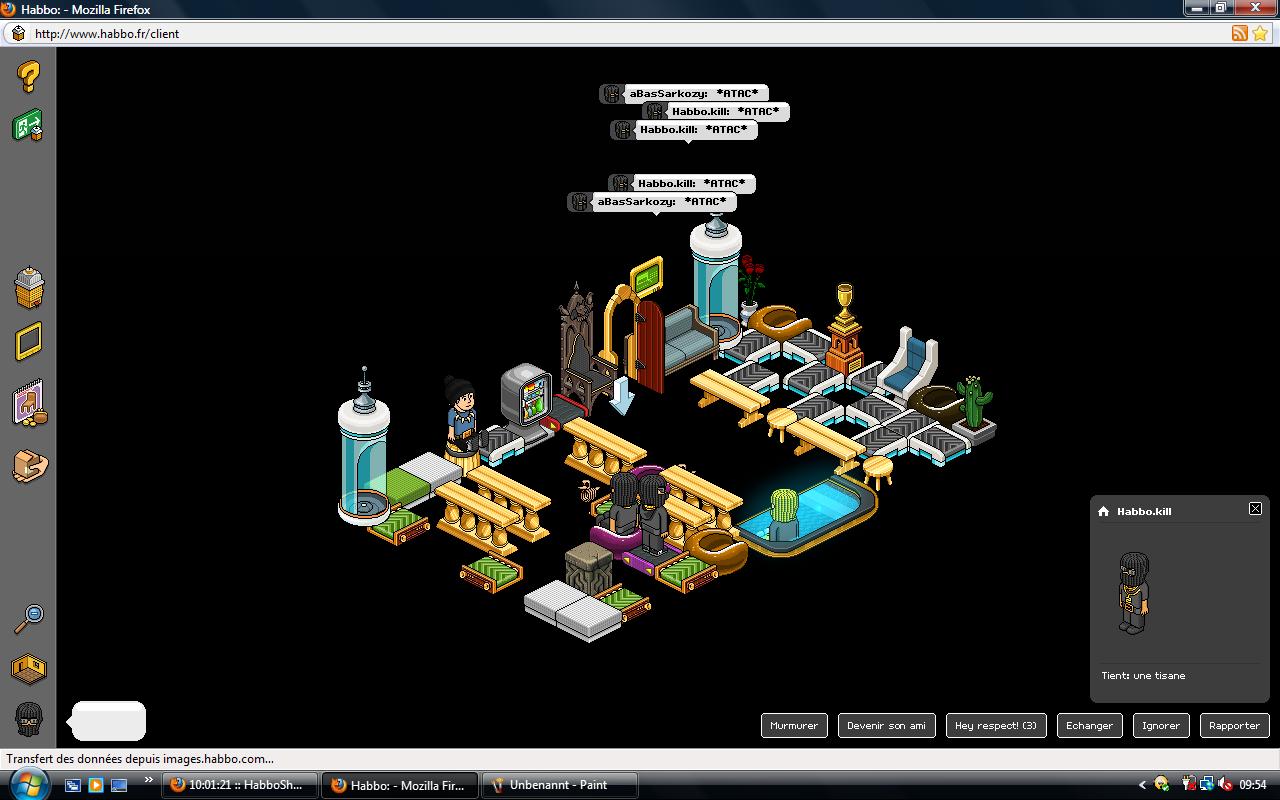 Habbo: - Mozilla Firefox
http://www.habbo.fr/client
aBasSarkozy: *ATAC*
Habbo.kill: *ATAC*
Habbo.kill: *ATAC*
Habbo.kill: *ATAC*
aBasSarkozy: *ATAC*
Habbo.kill
Tient: une tisane
Murmurer Devenir son ami Hey respect! (3) Echanger Ignorer Rapporter
Transfert des données depuis images.habbo.com...
10:01:21 :: HabboSh... Habbo: - Mozilla Fir... Unbenannt - Paint 09:54